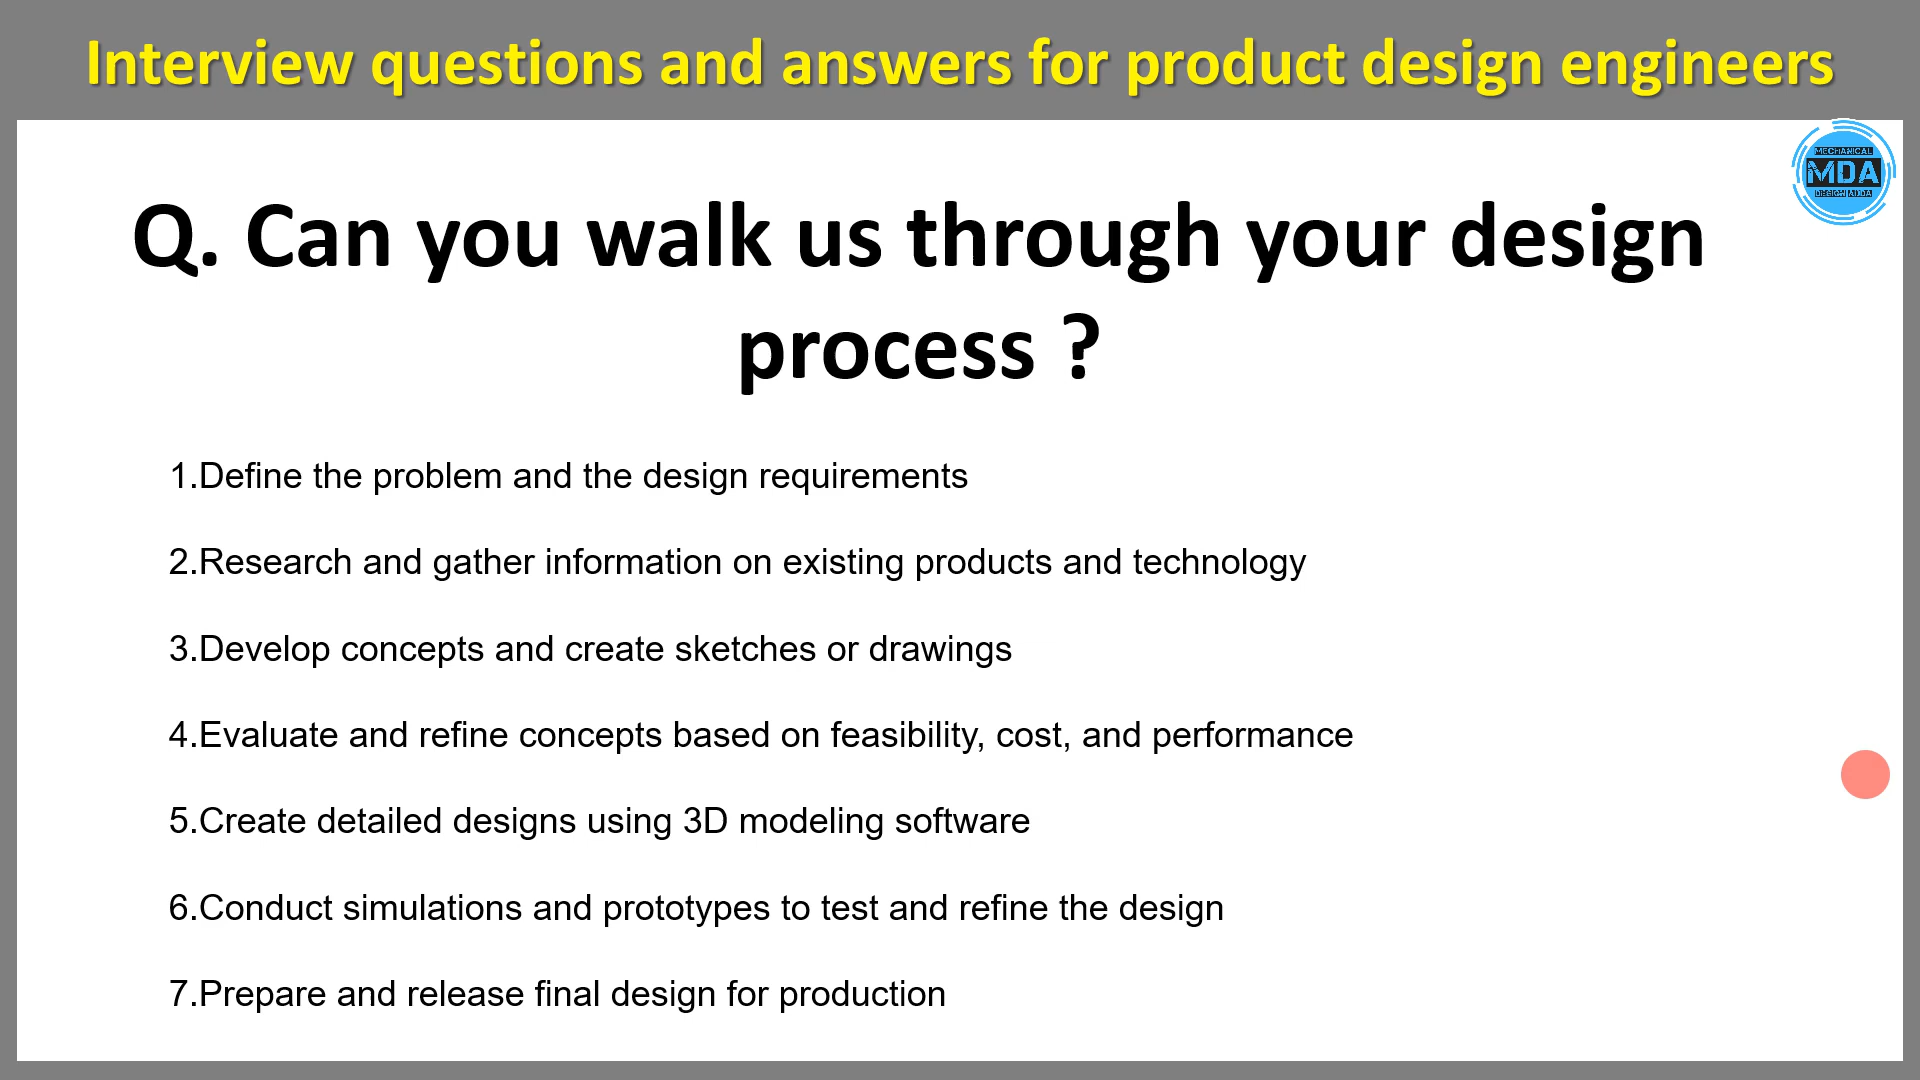 Interview questions and answers for product design engineers
MECHANICAL
MDA
DESIGN ADDA
Q. Can you walk us through your design
process ?
1.Define the problem and the design requirements
2.Research and gather information on existing products and technology
3.Develop concepts and create sketches or drawings
4.Evaluate and refine concepts based on feasibility, cost, and performance
5.Create detailed designs using 3D modeling software
6.Conduct simulations and prototypes to test and refine the design
7.Prepare and release final design for production